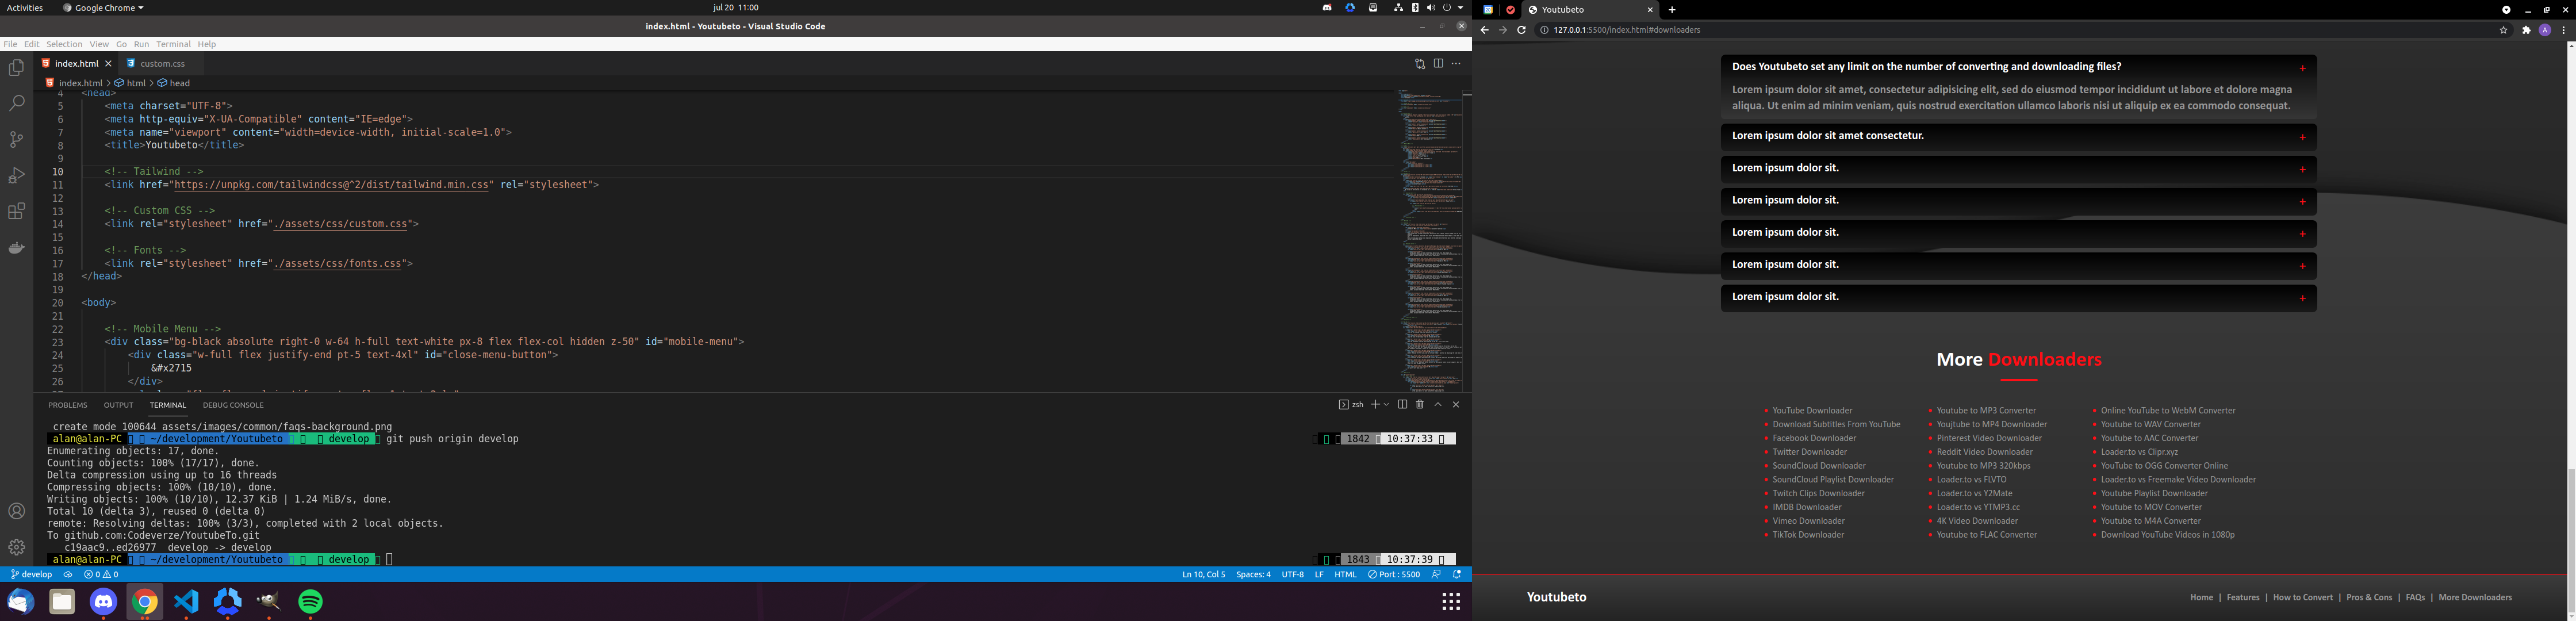 Activities
Google Chrome
jul 20 11:00
index.html - Youtubeto - Visual Studio Code
File Edit Selection View Go Run Terminal Help
index.html
custom.css
index.html > html > head
4 <head>
5 <meta charset="UTF-8">
6 <meta http-equiv="X-UA-Compatible" content="IE=edge">
7 <meta name="viewport" content="width=device-width, initial-scale=1.0">
8 <title>Youtubeto</title>
9
10 <!-- Tailwind -->
11 <link href="https://unpkg.com/tailwindcss@^2/dist/tailwind.min.css" rel="stylesheet">
12
13 <!-- Custom CSS -->
14 <link rel="stylesheet" href="./assets/css/custom.css">
15
16 <!-- Fonts -->
17 <link rel="stylesheet" href="./assets/css/fonts.css">
18 </head>
19
20 <body>
21
22 <!-- Mobile Menu -->
23 <div class="bg-black absolute right-0 w-64 h-full text-white px-8 flex flex-col hidden z-50" id="mobile-menu">
24 <div class="w-full flex justify-end pt-5 text-4xl" id="close-menu-button">
25 &#x2715
26 </div>
PROBLEMS OUTPUT TERMINAL DEBUG CONSOLE
zsh
create mode 100644 assets/images/common/faqs-background.png
alan@alan-PC ~/development/Youtubeto develop git push origin develop 1842 10:37:33
Enumerating objects: 17, done.
Counting objects: 100% (17/17), done.
Delta compression using up to 16 threads
Compressing objects: 100% (10/10), done.
Writing objects: 100% (10/10), 12.37 KiB | 1.24 MiB/s, done.
Total 10 (delta 3), reused 0 (delta 0)
remote: Resolving deltas: 100% (3/3), completed with 2 local objects.
To github.com:Codeverze/YoutubeTo.git
c19aac9..ed26977 develop -> develop
alan@alan-PC ~/development/Youtubeto develop 1843 10:37:39
develop 0 0 Ln 10, Col 5 Spaces: 4 UTF-8 LF HTML Port : 5500
Youtubeto
127.0.0.1:5500/index.html#downloaders
A
Does Youtubeto set any limit on the number of converting and downloading files? +
Lorem ipsum dolor sit amet, consectetur adipisicing elit, sed do eiusmod tempor incididunt ut labore et dolore magna
aliqua. Ut enim ad minim veniam, quis nostrud exercitation ullamco laboris nisi ut aliquip ex ea commodo consequat.
Lorem ipsum dolor sit amet consectetur. +
Lorem ipsum dolor sit. +
Lorem ipsum dolor sit. +
Lorem ipsum dolor sit. +
Lorem ipsum dolor sit. +
Lorem ipsum dolor sit. +
More Downloaders
YouTube Downloader
Download Subtitles From YouTube
Facebook Downloader
Twitter Downloader
SoundCloud Downloader
SoundCloud Playlist Downloader
Twitch Clips Downloader
IMDB Downloader
Vimeo Downloader
TikTok Downloader
Youtube to MP3 Converter
Youjtube to MP4 Downloader
Pinterest Video Downloader
Reddit Video Downloader
Youtube to MP3 320kbps
Loader.to vs FLVTO
Loader.to vs Y2Mate
Loader.to vs YTMP3.cc
4K Video Downloader
Youtube to FLAC Converter
Online YouTube to WebM Converter
Youtube to WAV Converter
Youtube to AAC Converter
Loader.to vs Clipr.xyz
YouTube to OGG Converter Online
Loader.to vs Freemake Video Downloader
Youtube Playlist Downloader
Youtube to MOV Converter
Youtube to M4A Converter
Download YouTube Videos in 1080p
Youtubeto
Home | Features | How to Convert | Pros & Cons | FAQs | More Downloaders